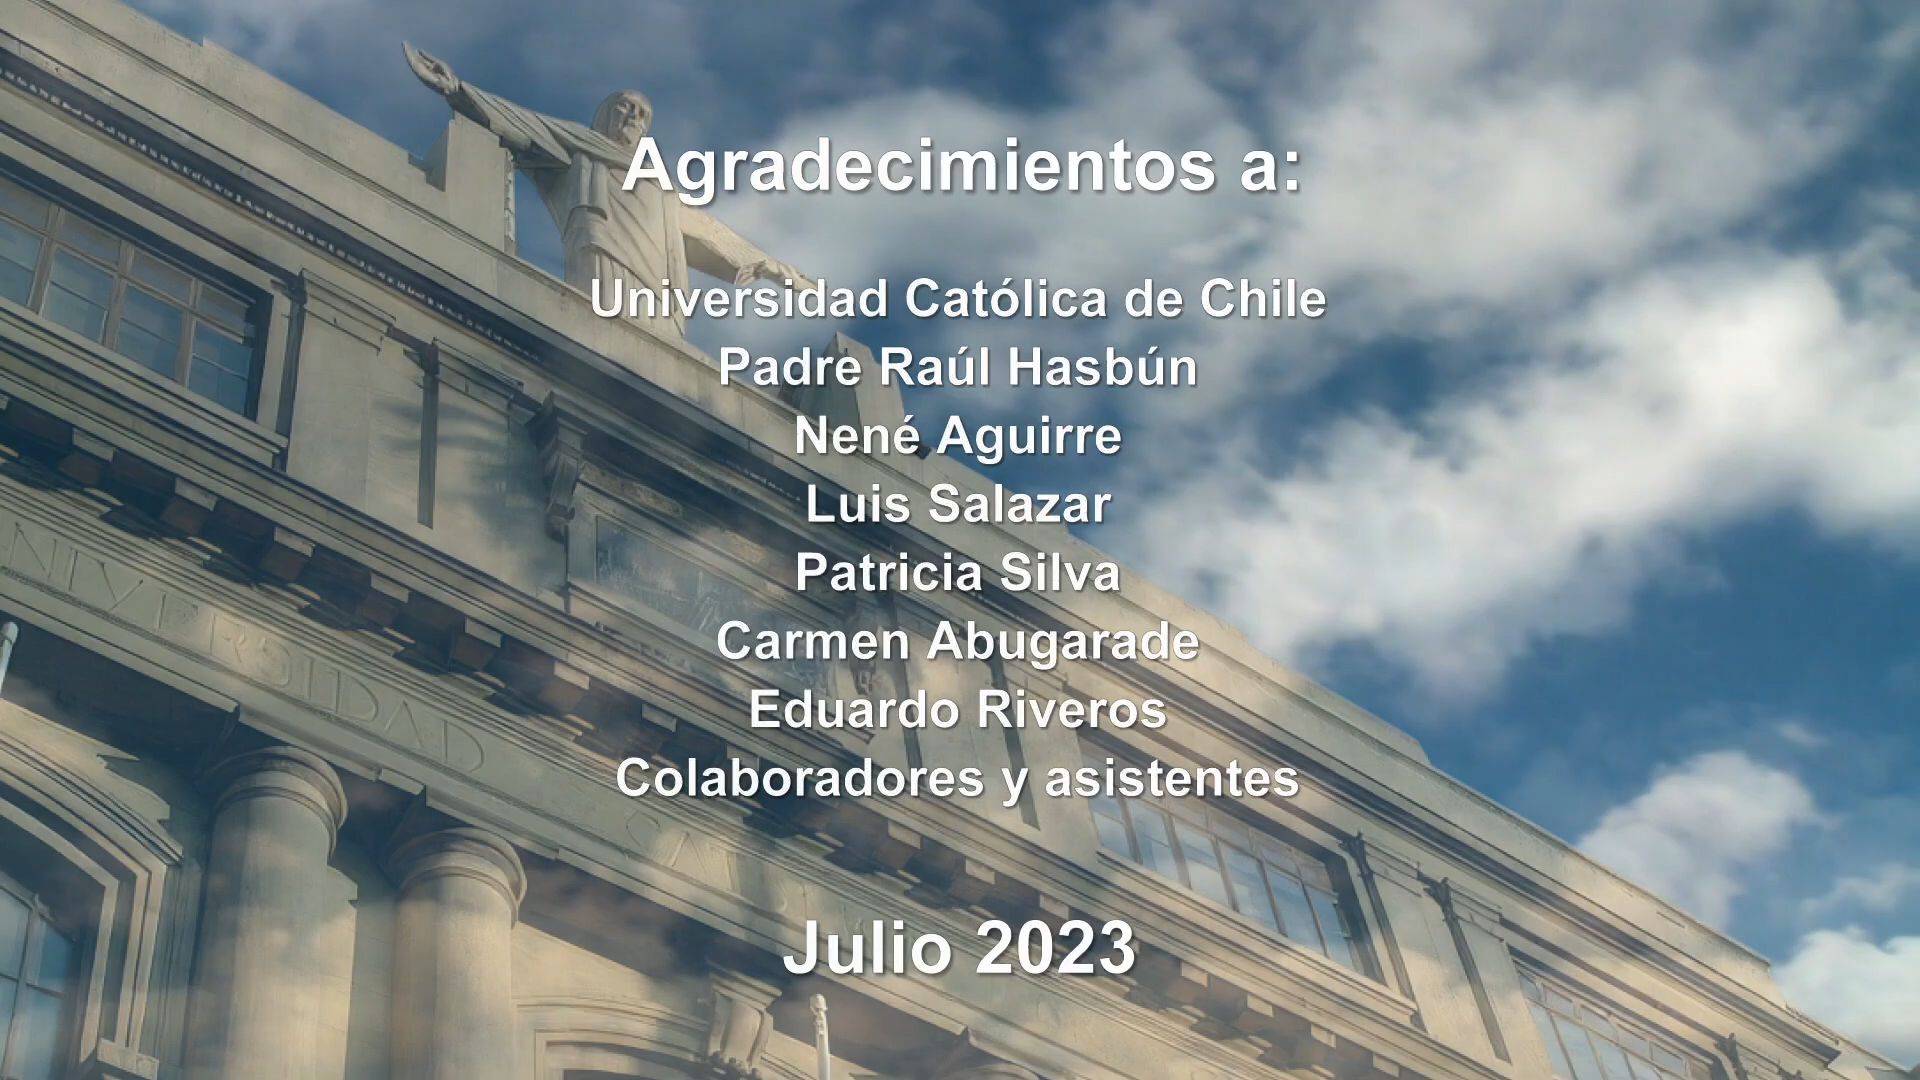 Agradecimientos a:
Universidad Católica de Chile
Padre Raúl Hasbún
Nené Aguirre
Luis Salazar
Patricia Silva
Carmen Abugarade
Eduardo Riveros
Colaboradores y asistentes
Julio 2023
NIVERSIDAD